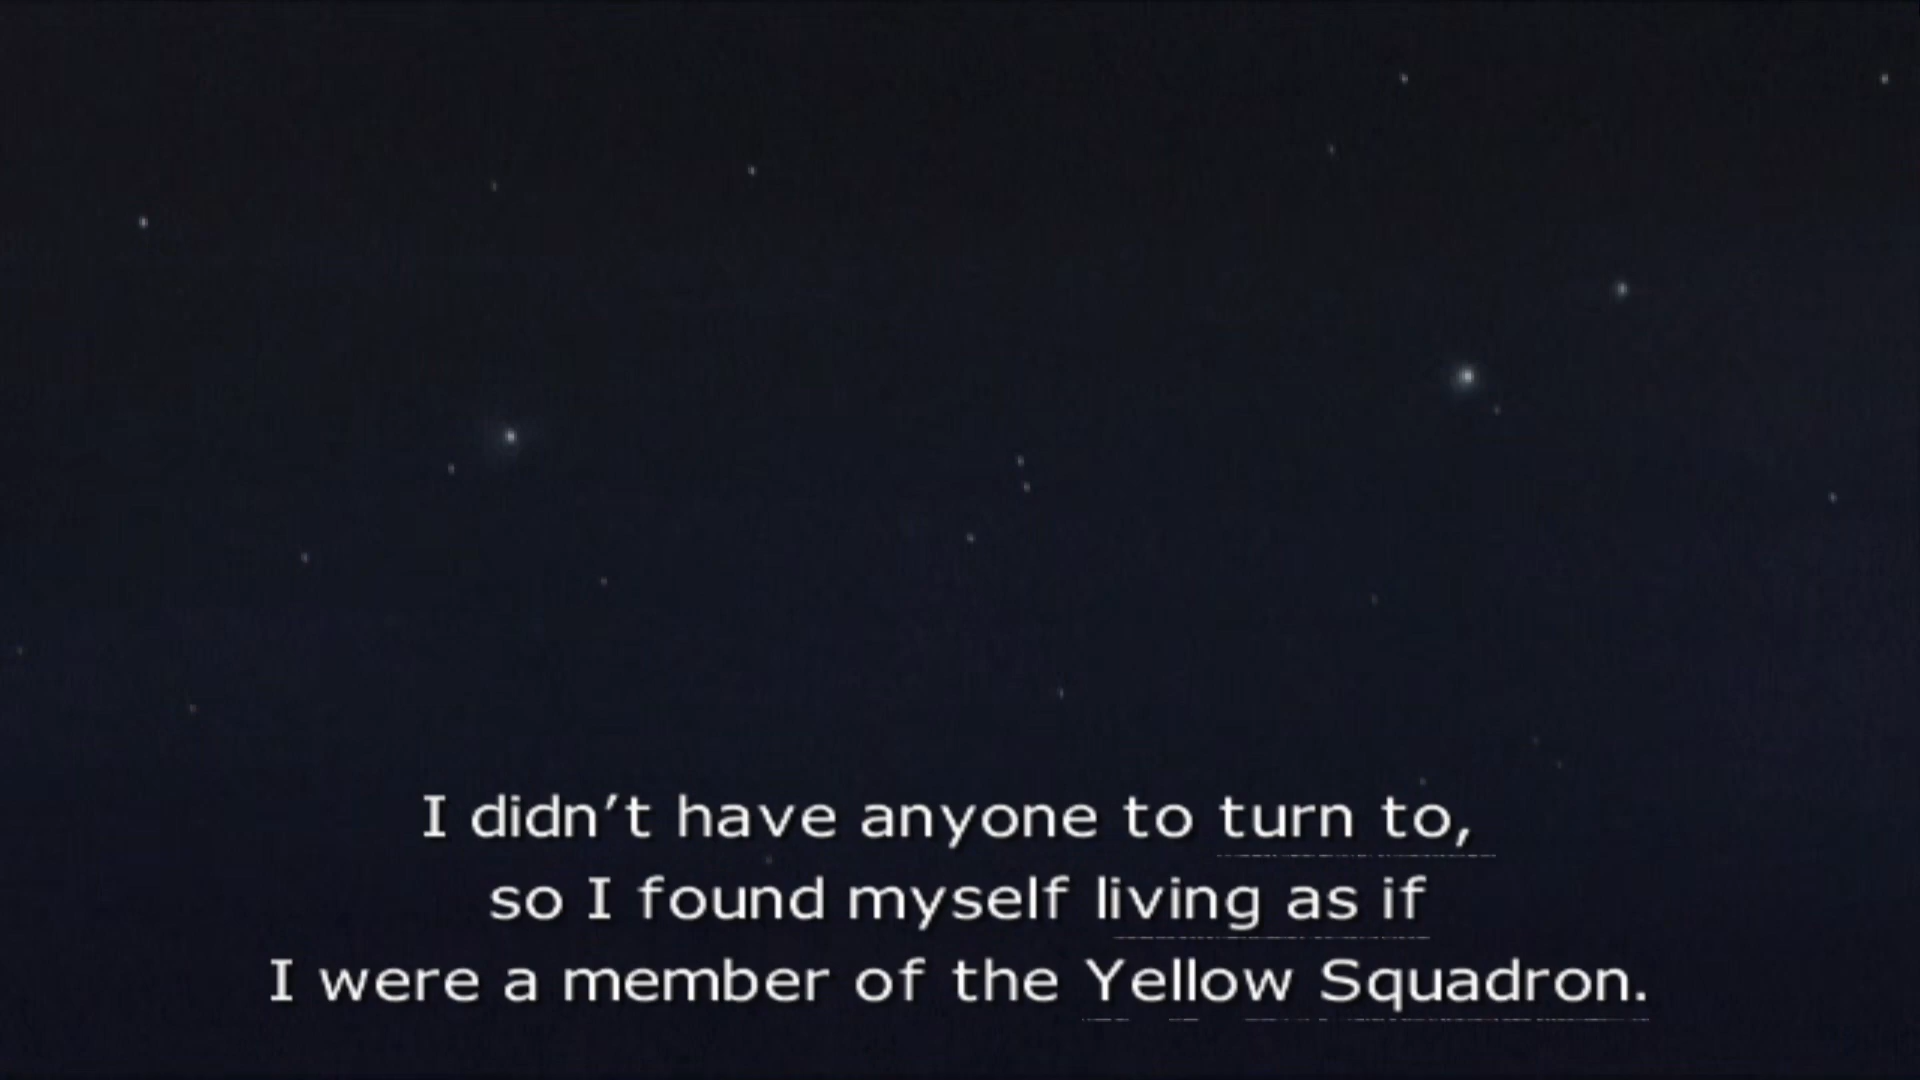 I didn’t have anyone to turn to,
so I found myself living as if
I were a member of the Yellow Squadron.